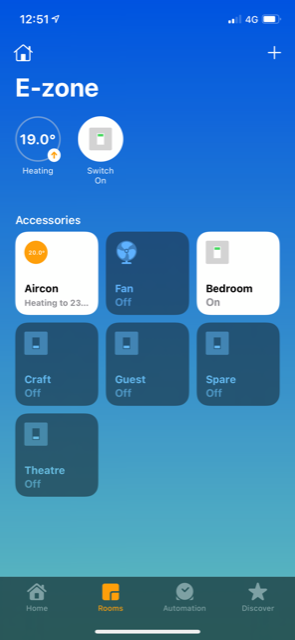 12:51
4G
E-zone
19.0°
Heating
Switch
On
Accessories
20.0°
Aircon
Heating to 23...
Fan
Off
Bedroom
On
Craft
Off
Guest
Off
Spare
Off
Theatre
Off
Home
Rooms
Automation
Discover